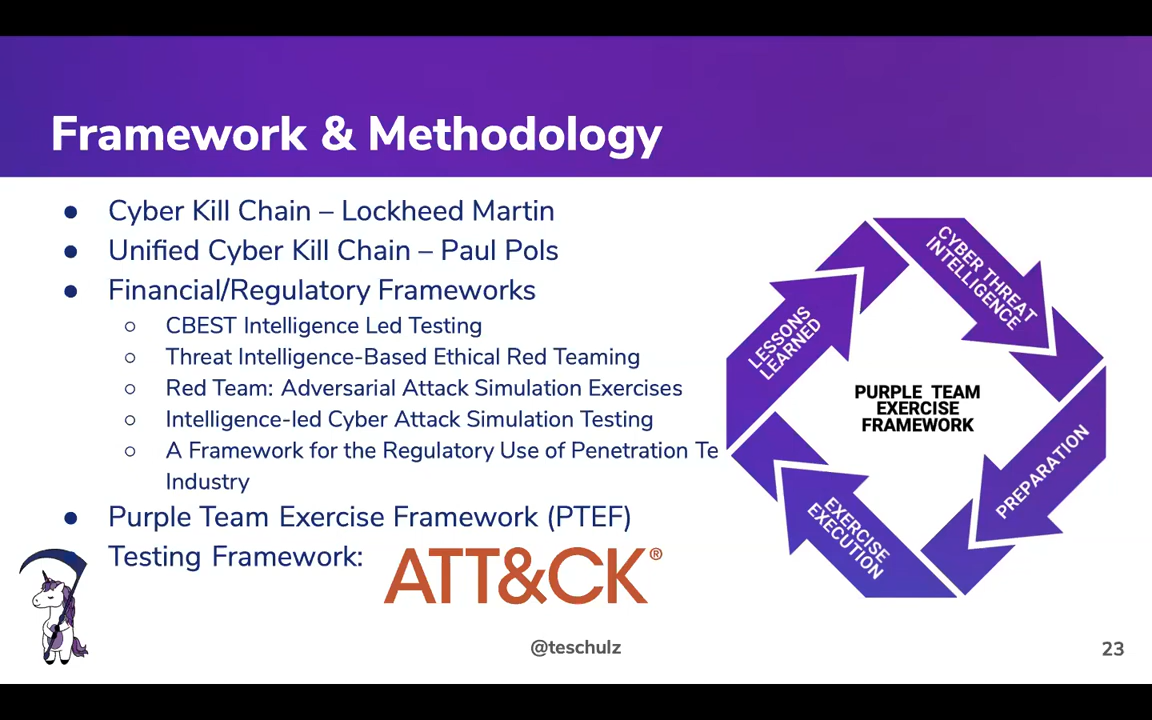 Framework & Methodology
● Cyber Kill Chain – Lockheed Martin
● Unified Cyber Kill Chain – Paul Pols
● Financial/Regulatory Frameworks
○ CBEST Intelligence Led Testing
○ Threat Intelligence-Based Ethical Red Teaming
○ Red Team: Adversarial Attack Simulation Exercises
○ Intelligence-led Cyber Attack Simulation Testing
○ A Framework for the Regulatory Use of Penetration Te
Industry
● Purple Team Exercise Framework (PTEF)
● Testing Framework:
ATT&CK®
CYBER THREAT
INTELLIGENCE
PREPARATION
EXERCISE
EXECUTION
LESSONS
LEARNED
PURPLE TEAM
EXERCISE
FRAMEWORK
@teschulz
23